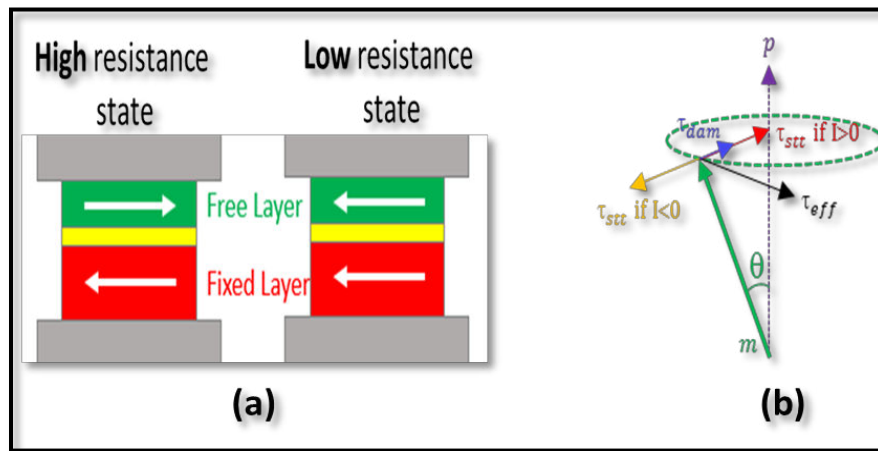 High resistance
state
Low resistance
state
Free Layer
Fixed Layer
(a)
p
τdam
τstt if I>0
τstt if I<0
τeff
θ
m
(b)